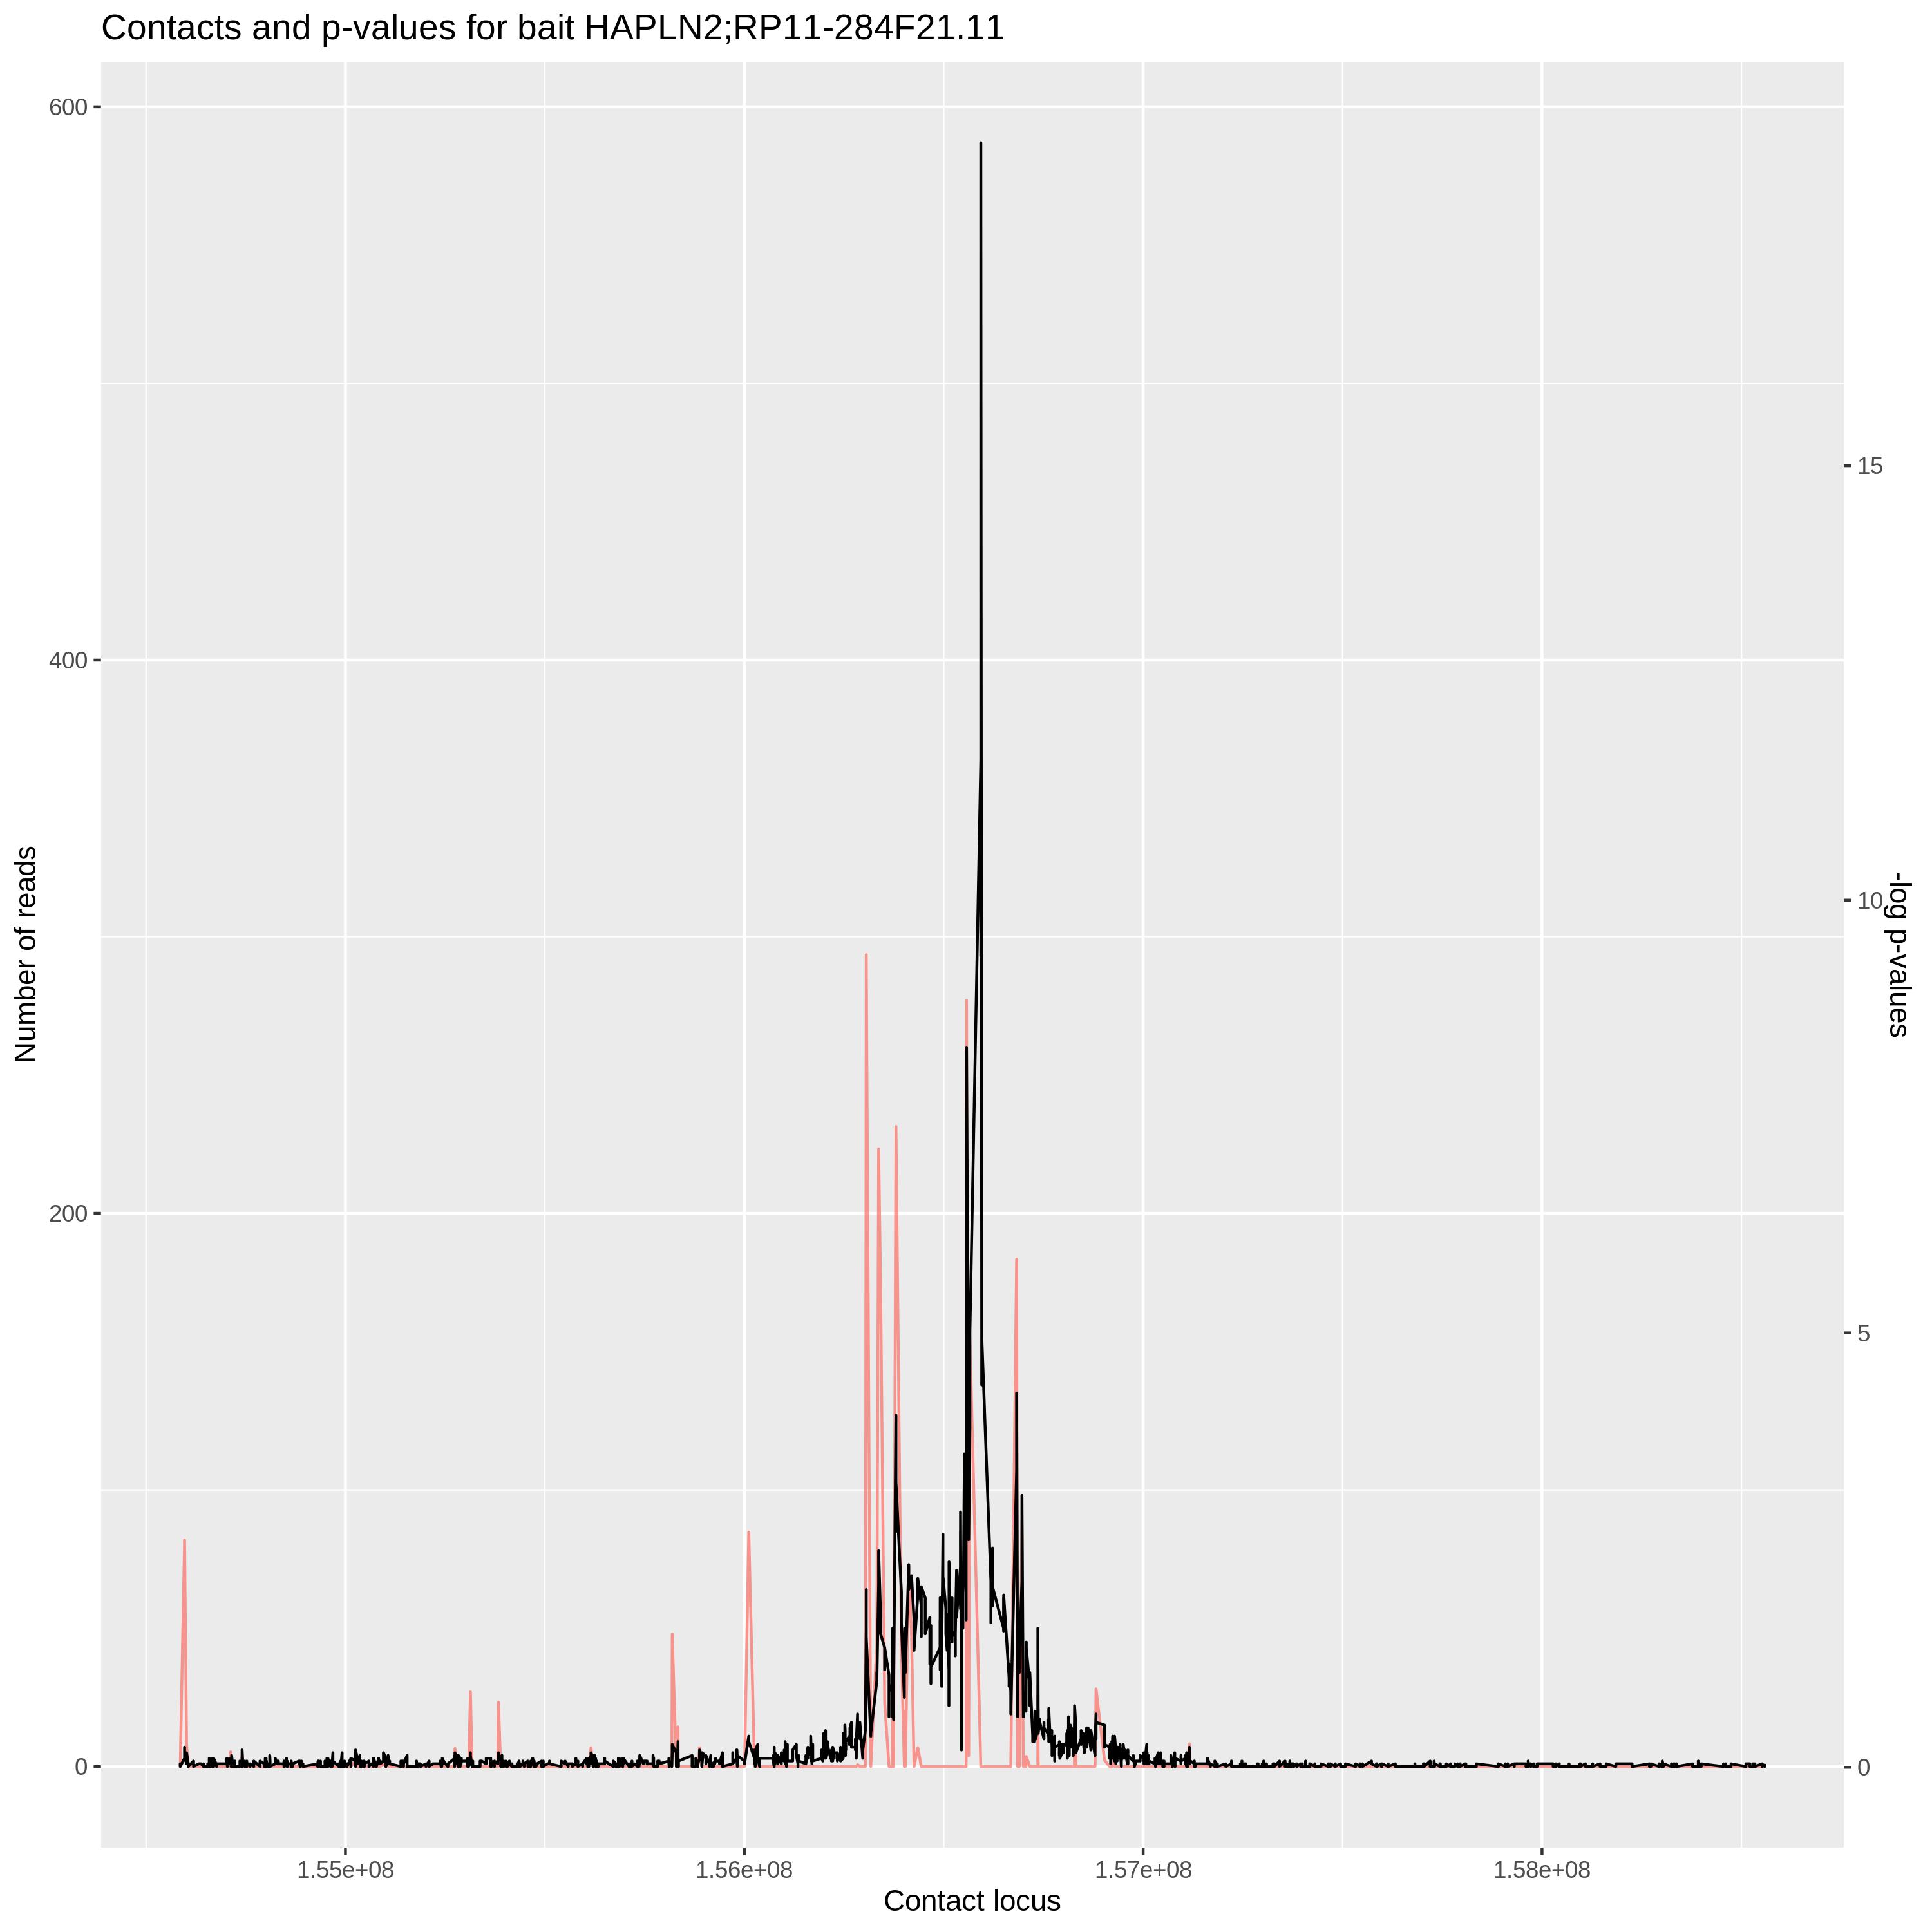 Contacts and p-values for bait HAPLN2;RP11-284F21.11
600
400
200
0
Number of reads
15
10
5
0
-log p-values
1.55e+08
1.56e+08
1.57e+08
1.58e+08
Contact locus